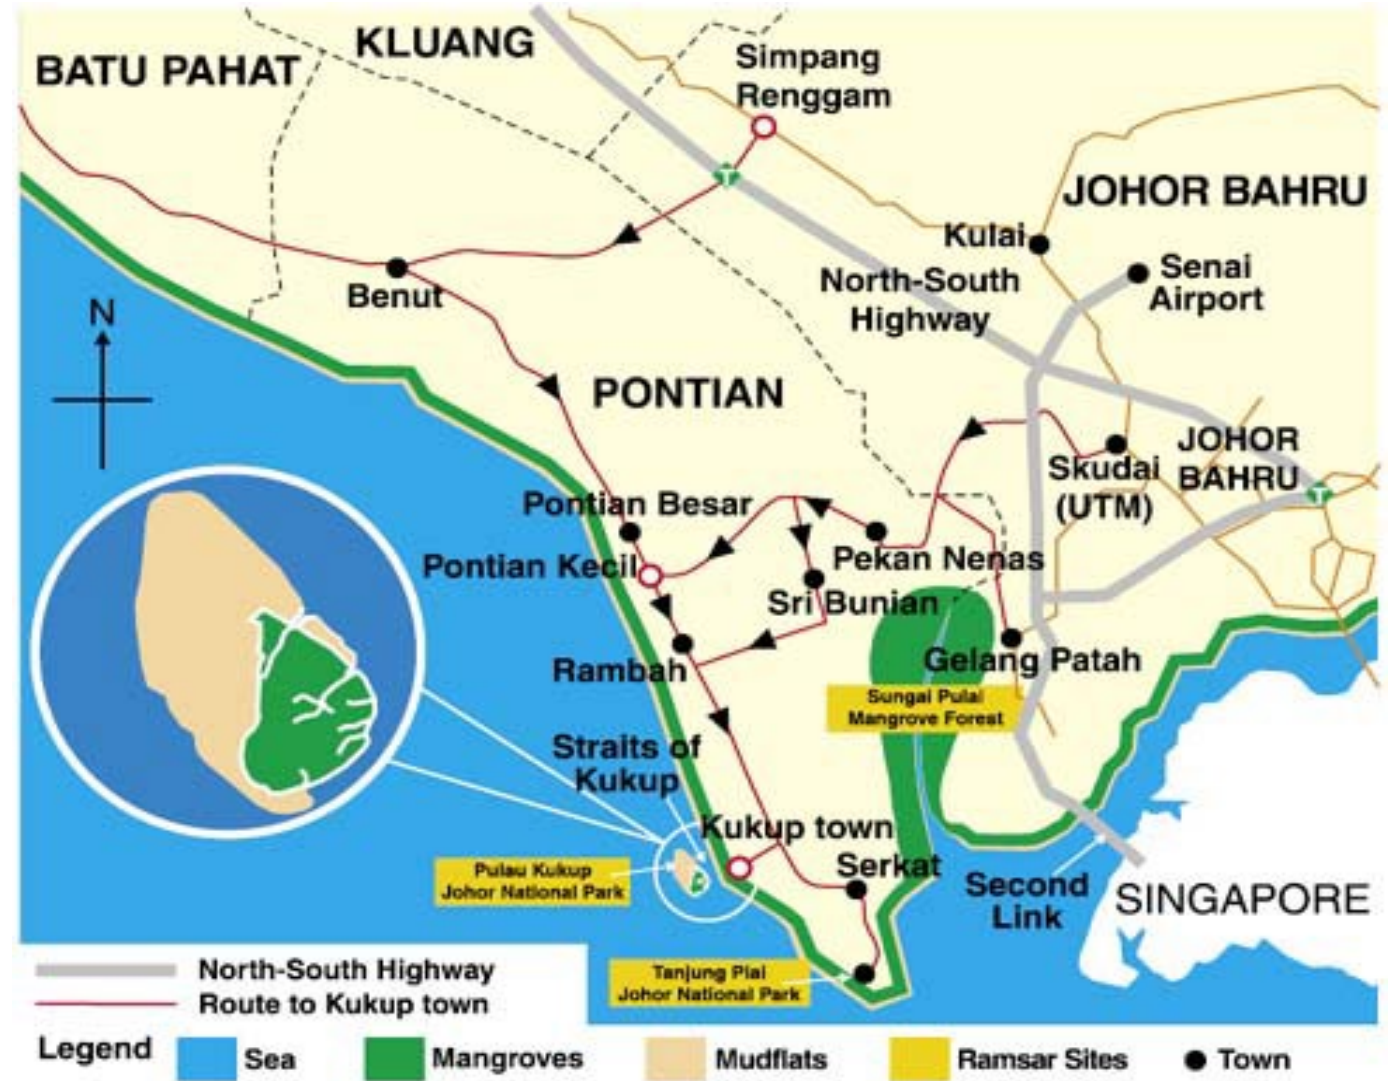 BATU PAHAT
KLUANG
Simpang
Renggam
JOHOR BAHRU
Kulai
Senai
Airport
North-South
Highway
Benut
N
PONTIAN
JOHOR
BAHRU
Skudai
(UTM)
Pontian Besar
Pekan Nenas
Pontian Kecil
Sri Bunian
Rambah
Gelang Patah
Sungai Pulai
Mangrove Forest
Straits of
Kukup
Kukup town
Serkat
Pulau Kukup
Johor National Park
Second
Link
SINGAPORE
Tanjung Piai
Johor National Park
North-South Highway
Route to Kukup town
Legend
Sea
Mangroves
Mudflats
Ramsar Sites
Town
T
T